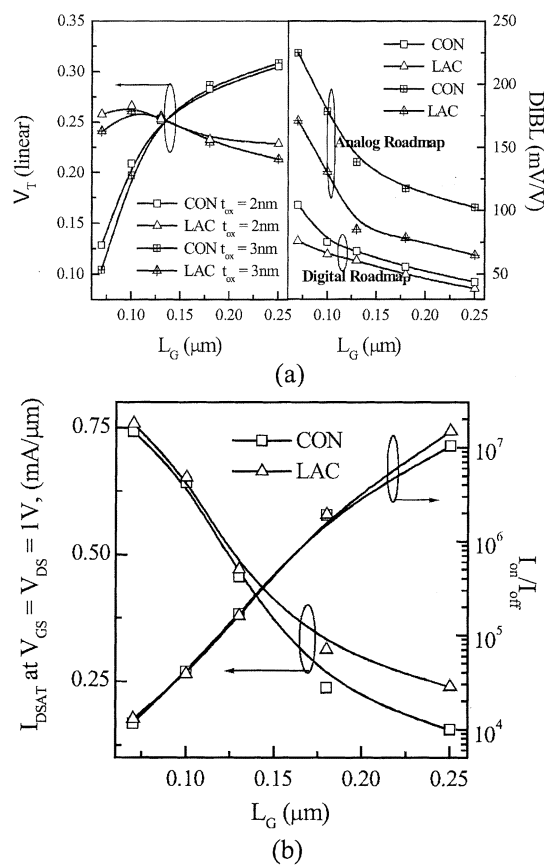 0.35
0.30
0.25
0.20
0.15
0.10
V_T (linear)
CON t_ox = 2nm
LAC t_ox = 2nm
CON t_ox = 3nm
LAC t_ox = 3nm
0.10 0.15 0.20 0.25
L_G (μm)
CON
LAC
CON
LAC
Analog Roadmap
Digital Roadmap
250
200
150
100
50
DIBL (mV/V)
0.10 0.15 0.20 0.25
L_G (μm)
(a)
0.75
0.50
0.25
I_DSAT at V_GS = V_DS = 1V, (mA/μm)
CON
LAC
10^7
10^6
10^5
10^4
I_on/I_off
0.10 0.15 0.20 0.25
L_G (μm)
(b)